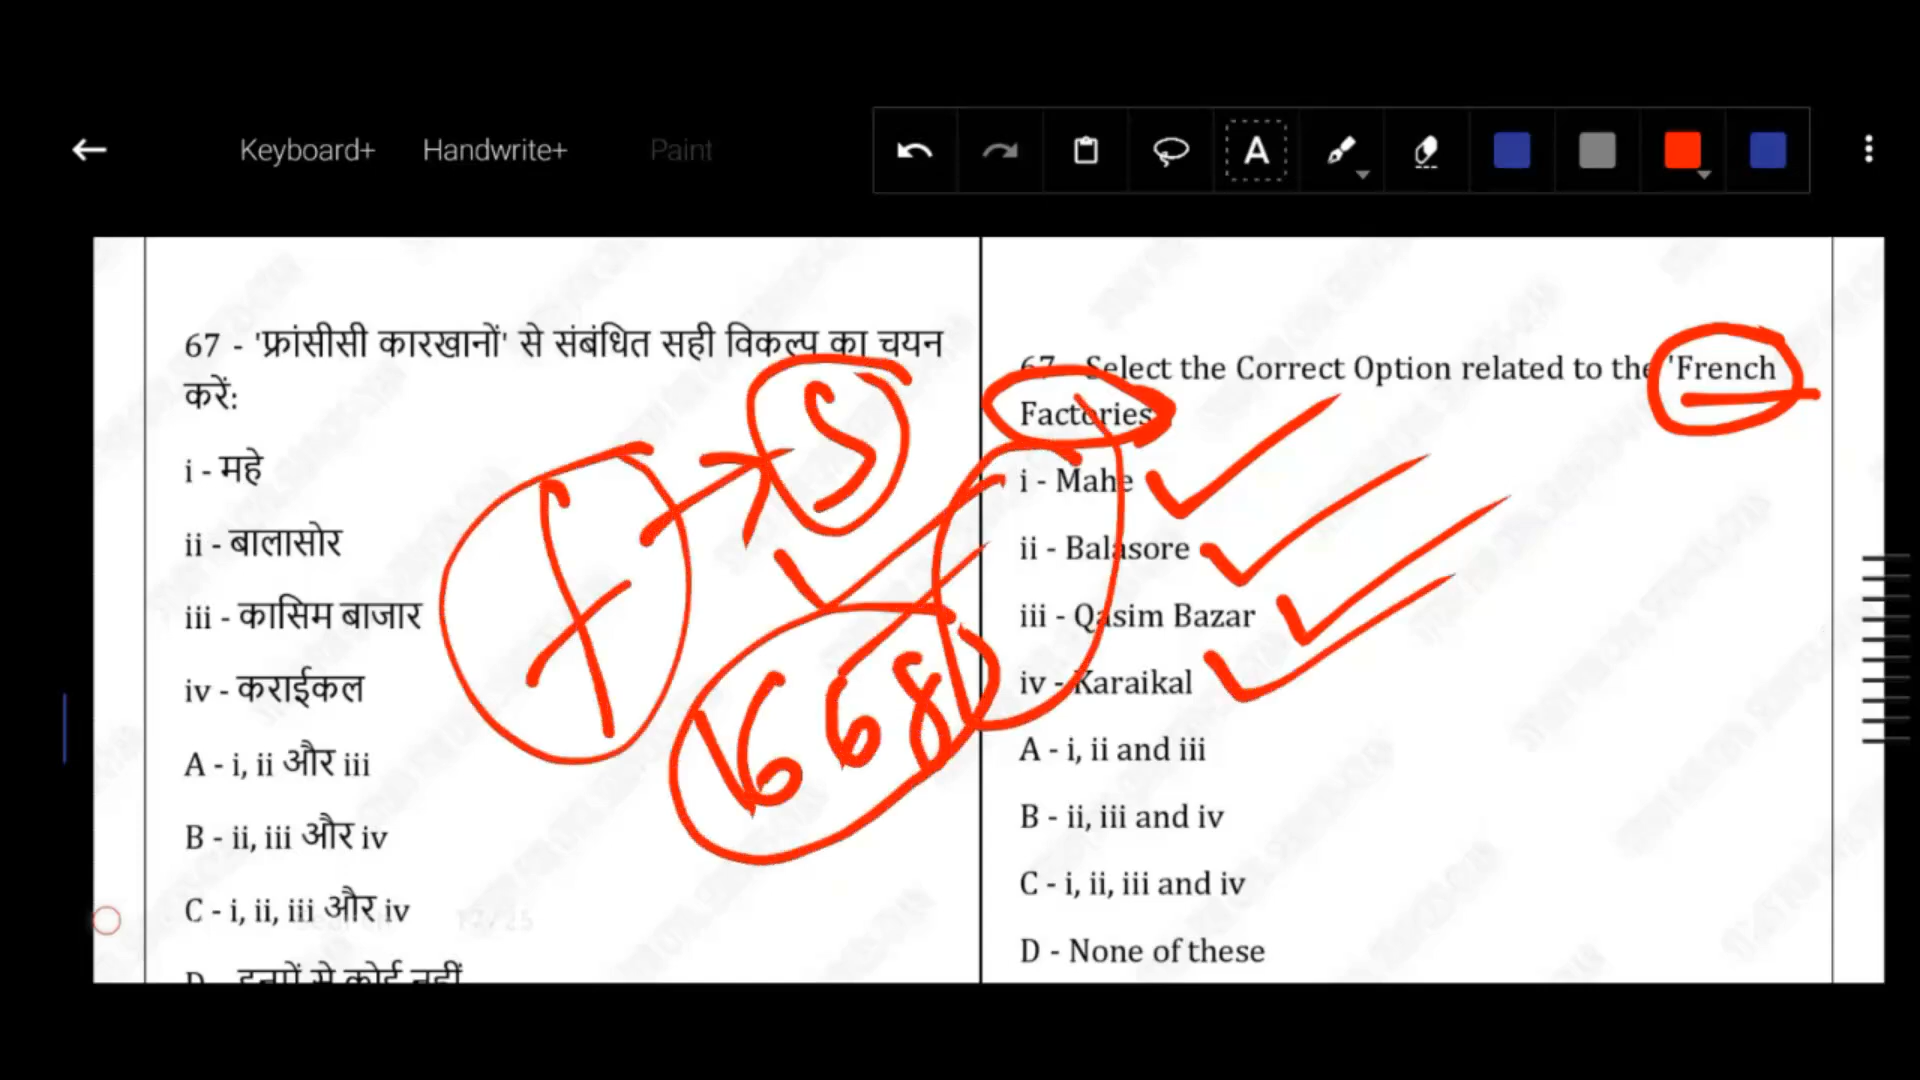 Keyboard+ Handwrite+ Paint
A
67 - 'फ्रांसीसी कारखानों' से संबंधित सही विकल्प का चयन
करें:
i - महे
ii - बालासोर
iii - कासिम बाजार
iv - कराईकल
A - i, ii और iii
B - ii, iii और iv
C - i, ii, iii और iv
D - इनमें से कोई नहीं
S
1668
67 - Select the Correct Option related to the 'French
Factories
i - Mahe
ii - Balasore
iii - Qasim Bazar
iv - Karaikal
A - i, ii and iii
B - ii, iii and iv
C - i, ii, iii and iv
D - None of these